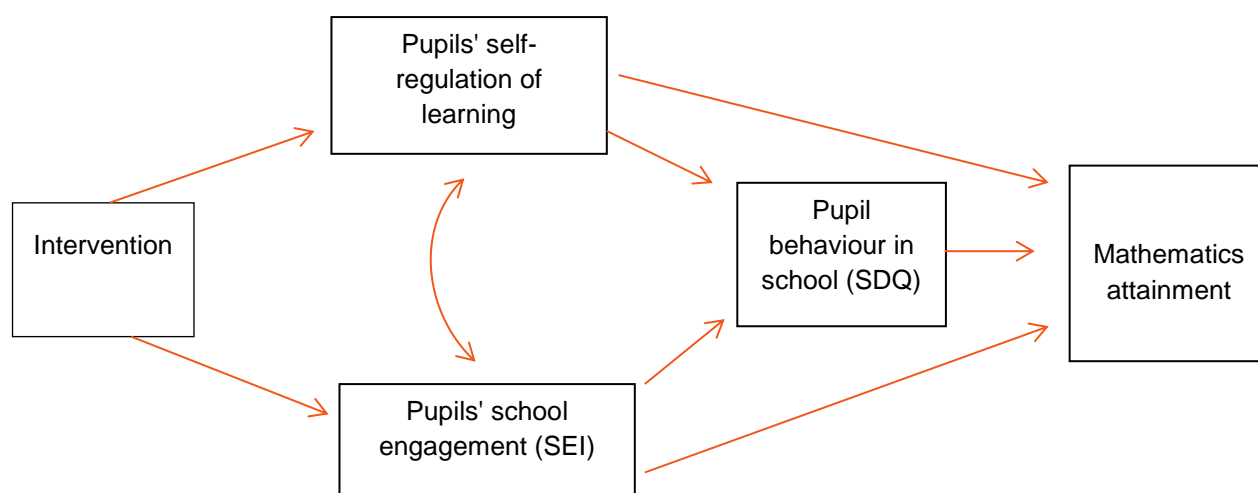 Pupils' self-
regulation of
learning
Intervention
Pupil
behaviour in
school (SDQ)
Mathematics
attainment
Pupils' school
engagement (SEI)